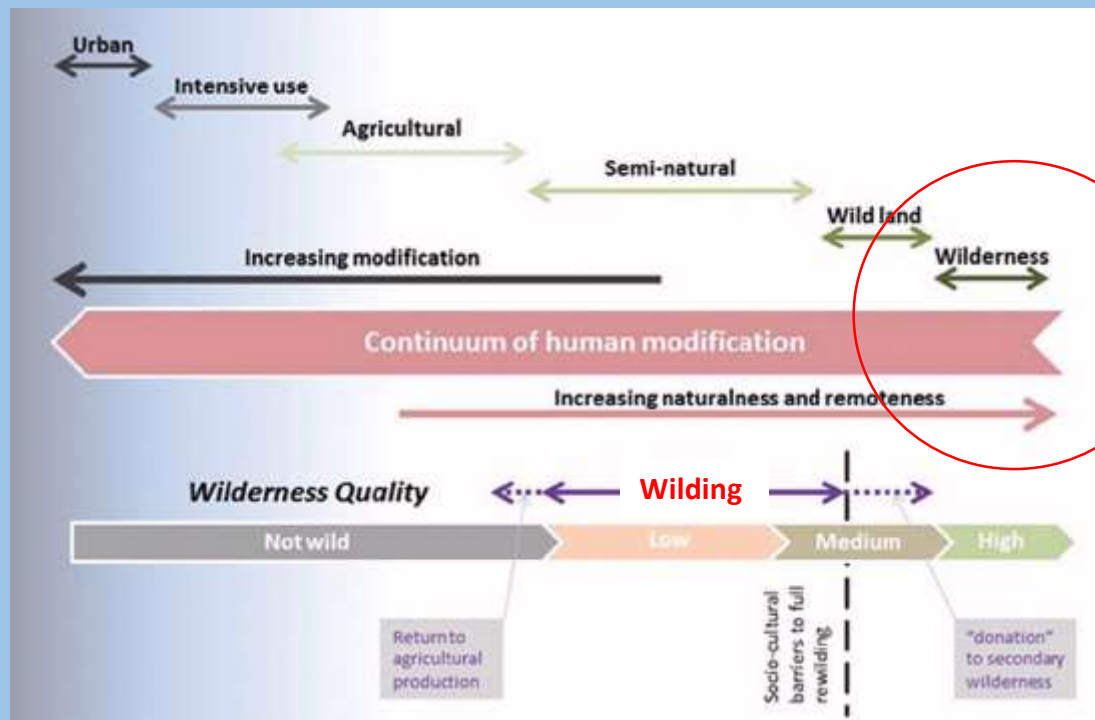 Urban
Intensive use
Agricultural
Semi-natural
Wild land
Wilderness
Increasing modification
Continuum of human modification
Increasing naturalness and remoteness
Wilderness Quality
Wilding
Not wild
Low
Medium
High
Return to
agricultural
production
Socio-cultural
barriers to full
rewilding
"donation"
to secondary
wilderness